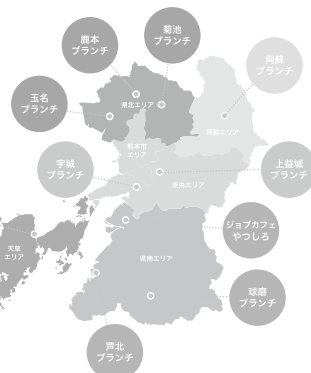 鹿本
ブランチ
菊池
ブランチ
阿蘇
ブランチ
玉名
ブランチ
県北エリア
阿蘇エリア
熊本市
エリア
宇城
ブランチ
県央エリア
上益城
ブランチ
天草
エリア
ジョブカフェ
やつしろ
県南エリア
球磨
ブランチ
芦北
ブランチ